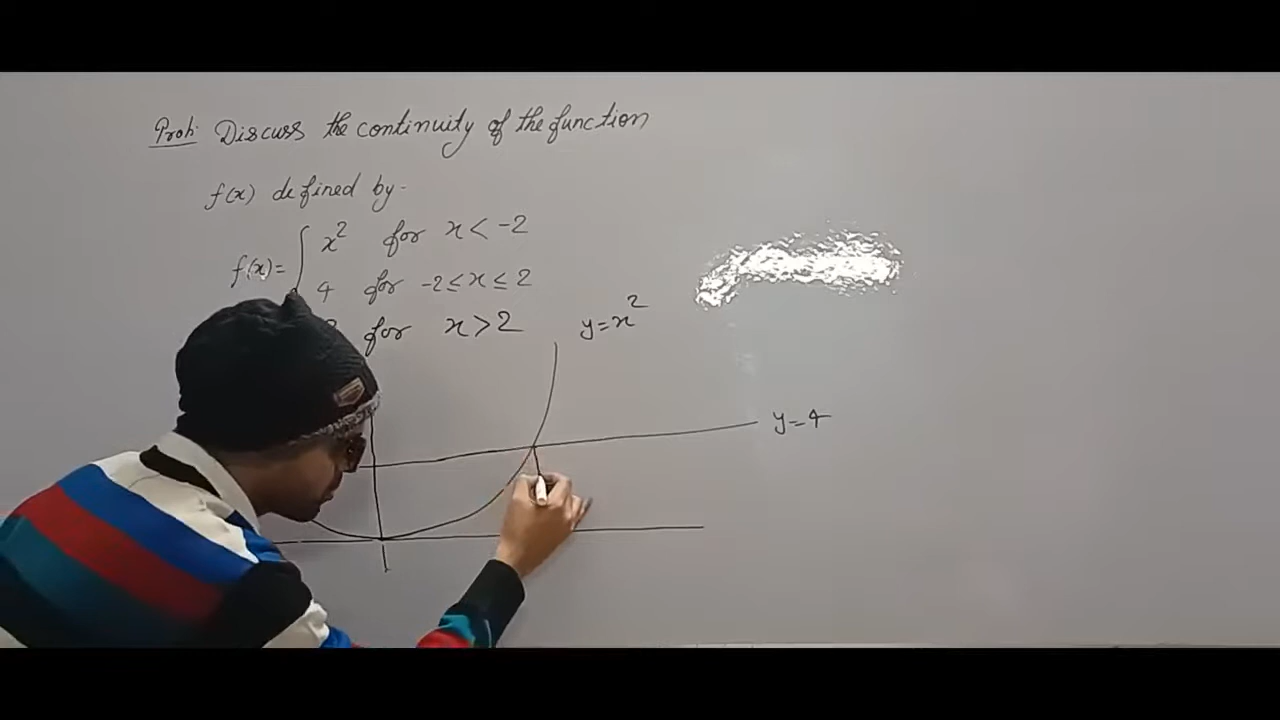 Prob: Discuss the continuity of the function
f(x) defined by-
f(x)= { x² for x < -2
4 for -2 ≤ x ≤ 2
for x > 2
y = x²
y = 4